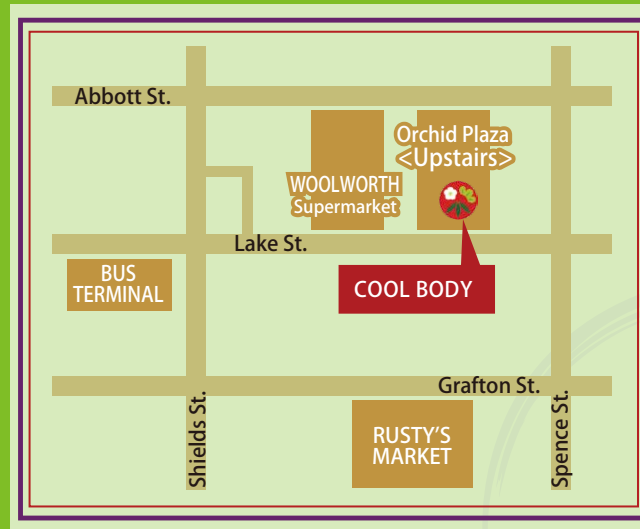 Abbott St.
Orchid Plaza
<Upstairs>
WOOLWORTH
Supermarket
Lake St.
BUS
TERMINAL
COOL BODY
Grafton St.
Shields St.
Spence St.
RUSTY'S
MARKET